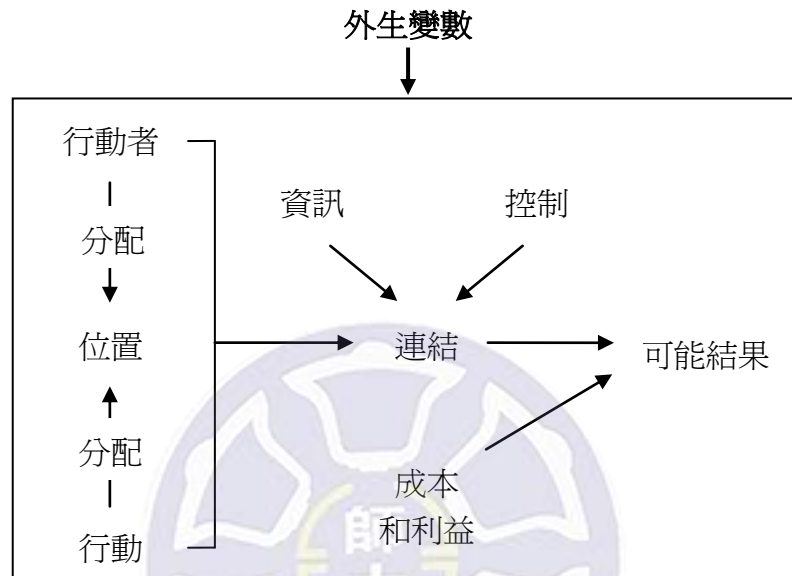 外生變數
行動者
資訊
控制
分配
位置
連結
可能結果
分配
成本
和利益
行動
師